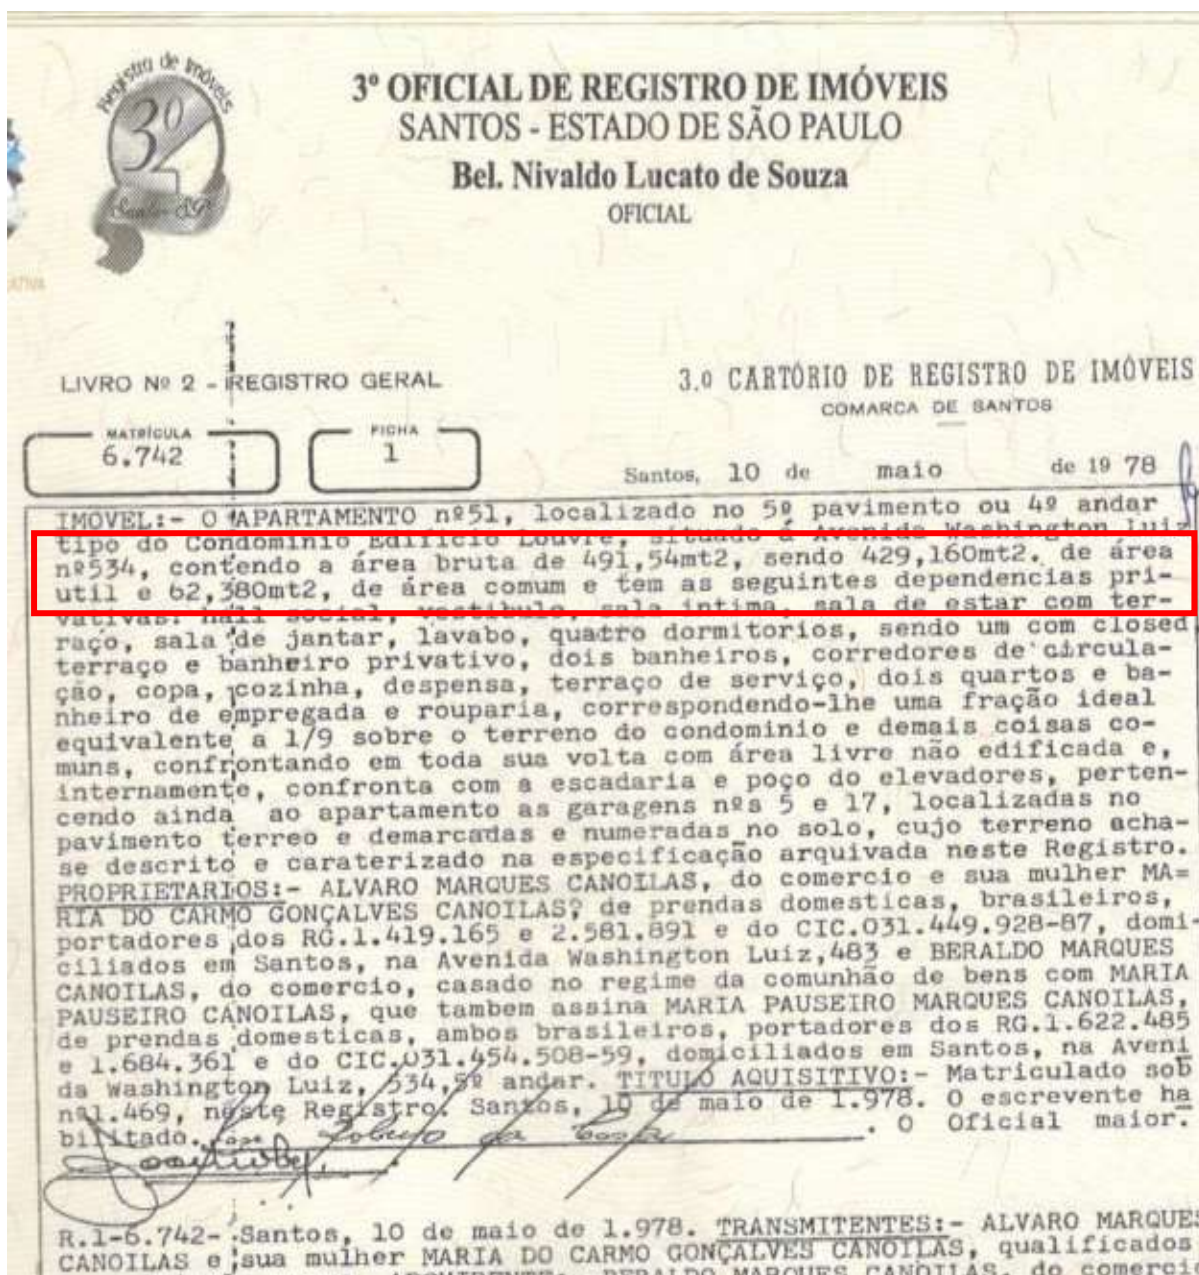 Registro de Imóveis
3º
Santos-SP
3º OFICIAL DE REGISTRO DE IMÓVEIS
SANTOS - ESTADO DE SÃO PAULO
Bel. Nivaldo Lucato de Souza
OFICIAL
LIVRO Nº 2 - REGISTRO GERAL
3.º CARTÓRIO DE REGISTRO DE IMÓVEIS
COMARCA DE SANTOS
MATRÍCULA
6.742
FICHA
1
Santos, 10 de maio de 19 78
IMOVEL:- O APARTAMENTO nº51, localizado no 5º pavimento ou 4º andar
tipo do Condominio Edificio Louvre, situado á Avenida Washington Luiz
nº534, contendo a área bruta de 491,54mt2, sendo 429,160mt2. de área
util e 62,380mt2, de área comum e tem as seguintes dependencias pri-
vativas: hall social, vestibulo, sala intima, sala de estar com ter-
raço, sala de jantar, lavabo, quatro dormitorios, sendo um com closed
terraço e banheiro privativo, dois banheiros, corredores de circula-
ção, copa, cozinha, despensa, terraço de serviço, dois quartos e ba-
nheiro de empregada e rouparia, correspondendo-lhe uma fração ideal
equivalente a 1/9 sobre o terreno do condominio e demais coisas co-
muns, confrontando em toda sua volta com área livre não edificada e,
internamente, confronta com a escadaria e poço do elevadores, perten-
cendo ainda ao apartamento as garagens nºs 5 e 17, localizadas no
pavimento terreo e demarcadas e numeradas no solo, cujo terreno acha-
se descrito e caraterizado na especificação arquivada neste Registro.
PROPRIETARIOS:- ALVARO MARQUES CANOILAS, do comercio e sua mulher MA=
RIA DO CARMO GONÇALVES CANOILAS, de prendas domesticas, brasileiros,
portadores dos RG.1.419.165 e 2.581.891 e do CIC.031.449.928-87, domi-
ciliados em Santos, na Avenida Washington Luiz,483 e BERALDO MARQUES
CANOILAS, do comercio, casado no regime da comunhão de bens com MARIA
PAUSEIRO CANOILAS, que tambem assina MARIA PAUSEIRO MARQUES CANOILAS,
de prendas domesticas, ambos brasileiros, portadores dos RG.1.622.485
e 1.684.361 e do CIC.031.454.508-59, domiciliados em Santos, na Aveni
da Washington Luiz, 534,5º andar. TITULO AQUISITIVO:- Matriculado sob
nº1.469, neste Registro. Santos, 10 de maio de 1.978. O escrevente ha
bilitado. . O Oficial maior.
R.1-6.742- Santos, 10 de maio de 1.978. TRANSMITENTES:- ALVARO MARQUES
CANOILAS e sua mulher MARIA DO CARMO GONÇALVES CANOILAS, qualificados
BERALDO MARQUES CANOILAS, do comerci